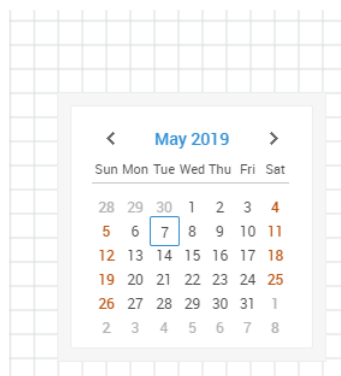 May 2019
Sun Mon Tue Wed Thu Fri Sat
28 29 30 1 2 3 4
5 6 7 8 9 10 11
12 13 14 15 16 17 18
19 20 21 22 23 24 25
26 27 28 29 30 31 1
2 3 4 5 6 7 8